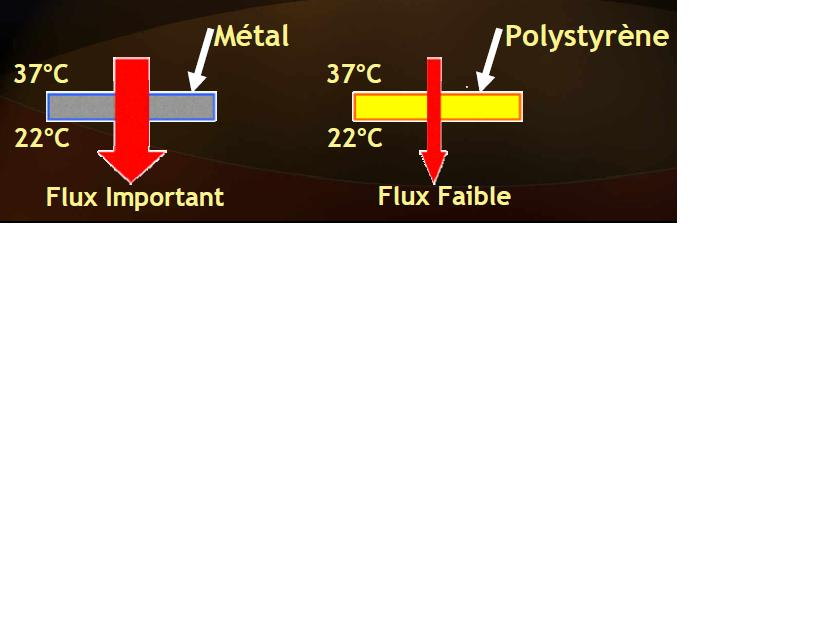 Métal
37°C
22°C
Flux Important
Polystyrène
37°C
22°C
Flux Faible